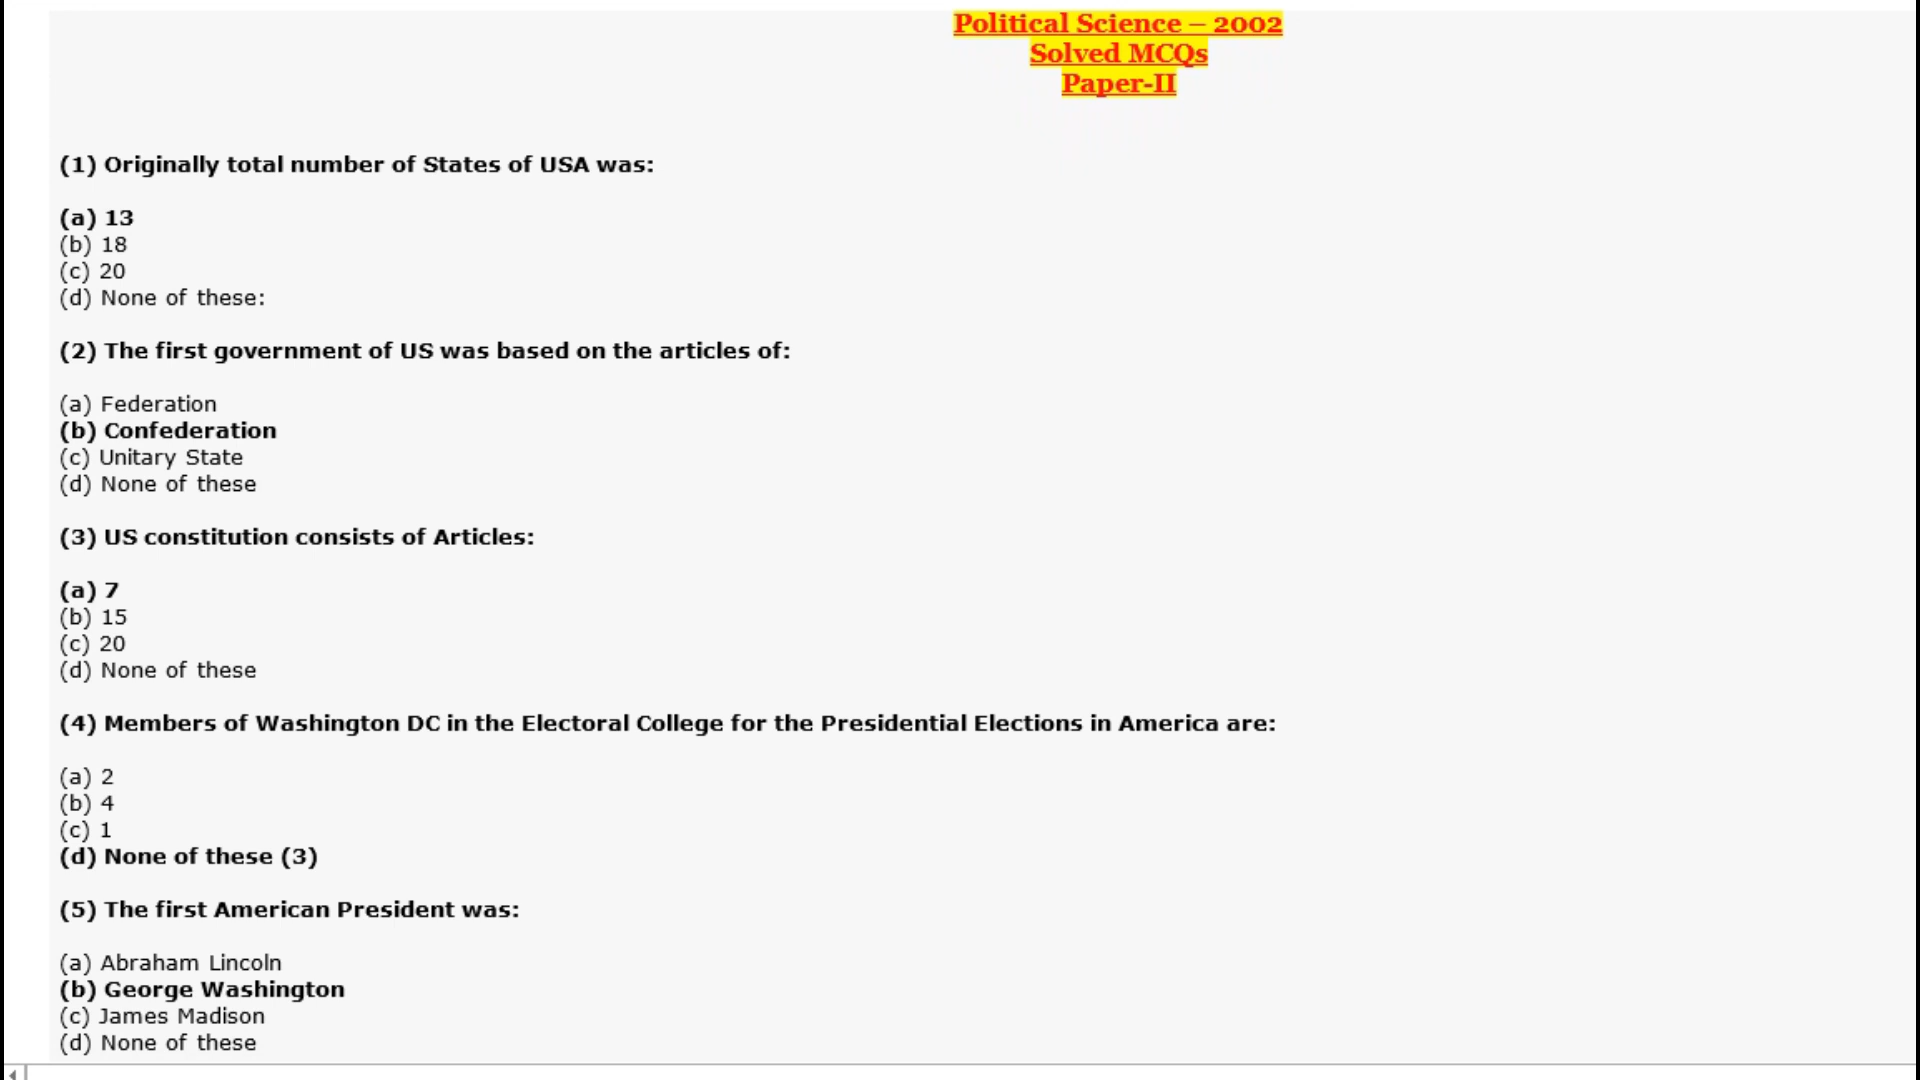 Political Science – 2002
Solved MCQs
Paper-II
(1) Originally total number of States of USA was:
(a) 13
(b) 18
(c) 20
(d) None of these:
(2) The first government of US was based on the articles of:
(a) Federation
(b) Confederation
(c) Unitary State
(d) None of these
(3) US constitution consists of Articles:
(a) 7
(b) 15
(c) 20
(d) None of these
(4) Members of Washington DC in the Electoral College for the Presidential Elections in America are:
(a) 2
(b) 4
(c) 1
(d) None of these (3)
(5) The first American President was:
(a) Abraham Lincoln
(b) George Washington
(c) James Madison
(d) None of these